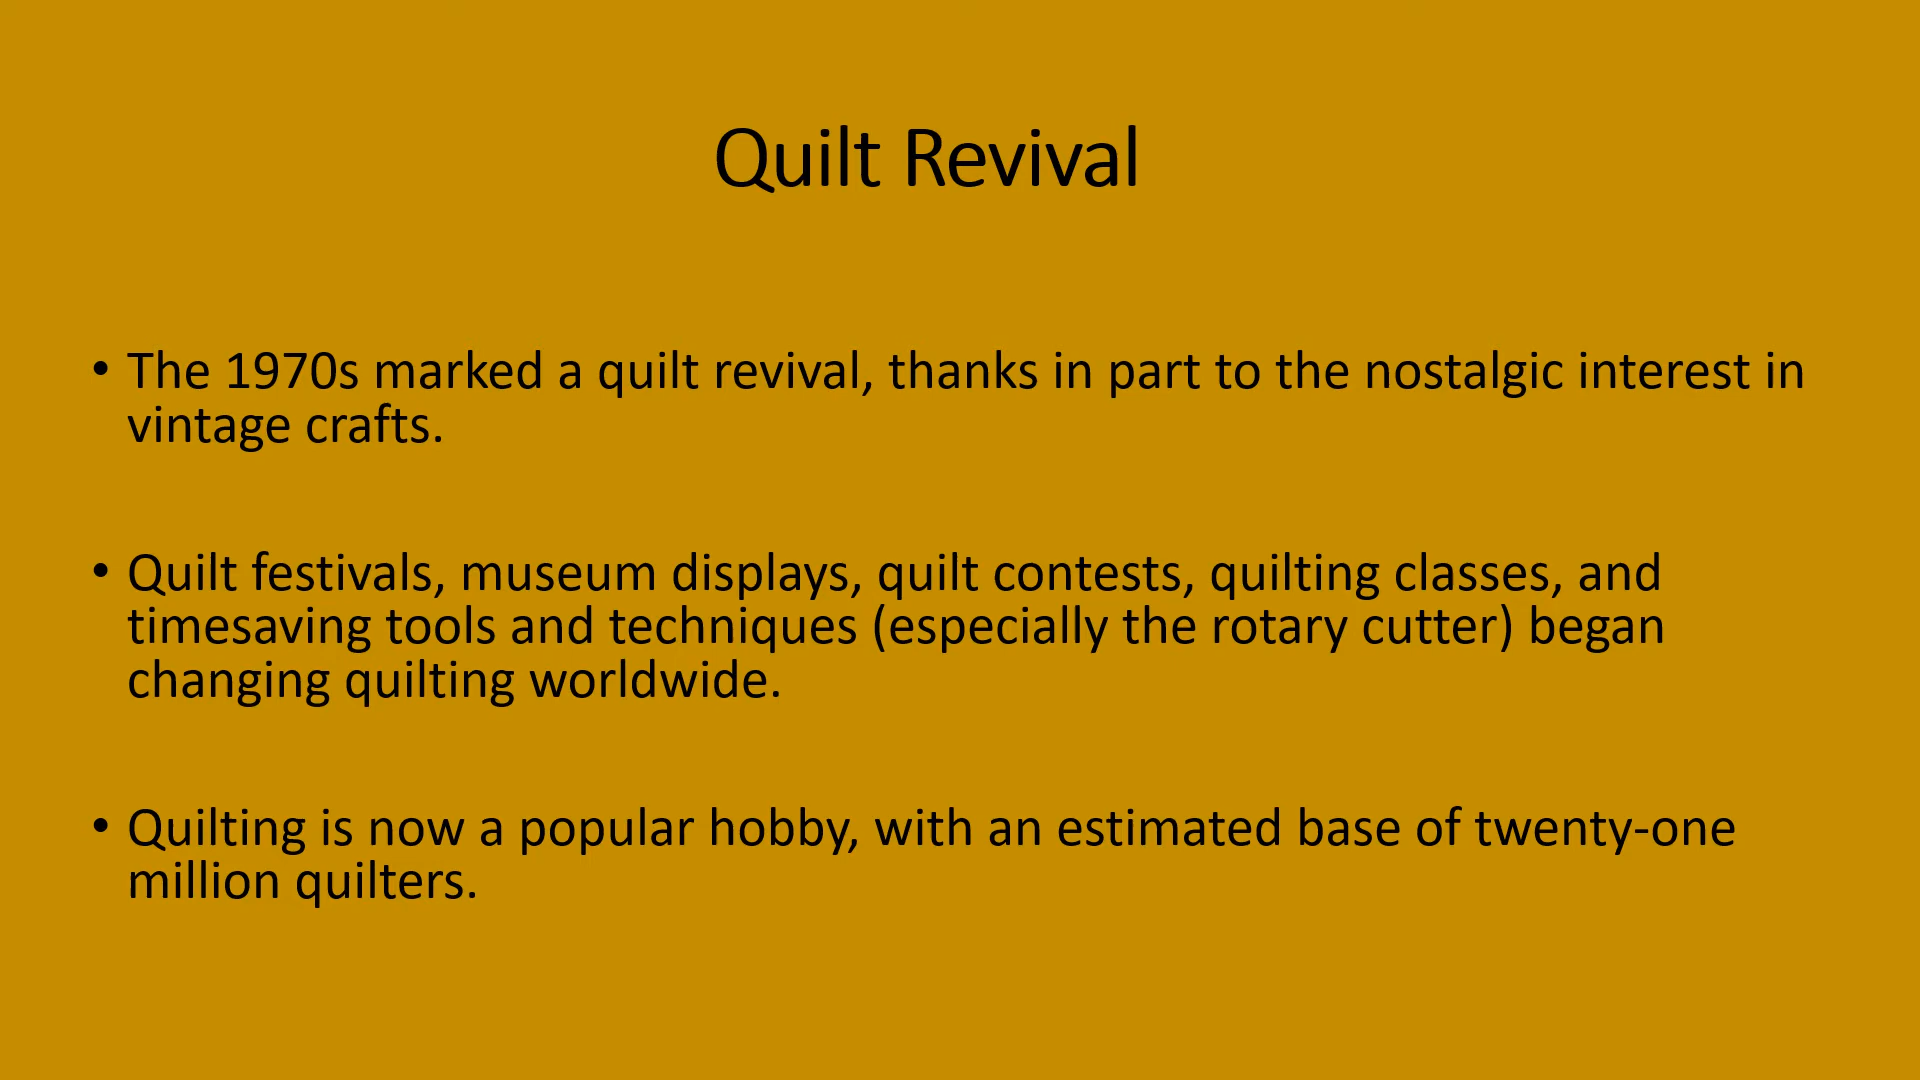 Quilt Revival
• The 1970s marked a quilt revival, thanks in part to the nostalgic interest in
vintage crafts.
• Quilt festivals, museum displays, quilt contests, quilting classes, and
timesaving tools and techniques (especially the rotary cutter) began
changing quilting worldwide.
• Quilting is now a popular hobby, with an estimated base of twenty-one
million quilters.